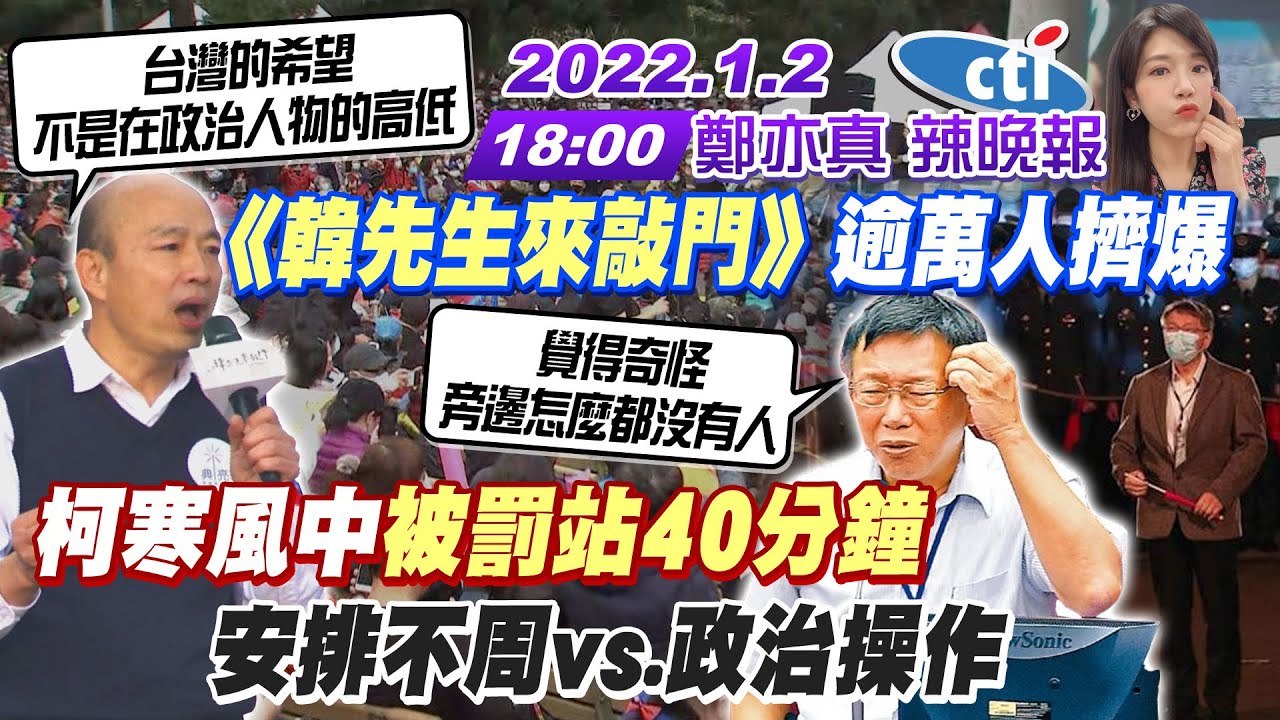 台灣的希望
不是在政治人物的高低
2022.1.2
cti
18:00 鄭亦真 辣晚報
《韓先生來敲門》逾萬人擠爆
覺得奇怪
旁邊怎麼都沒有人
柯寒風中被罰站40分鐘
安排不周vs.政治操作